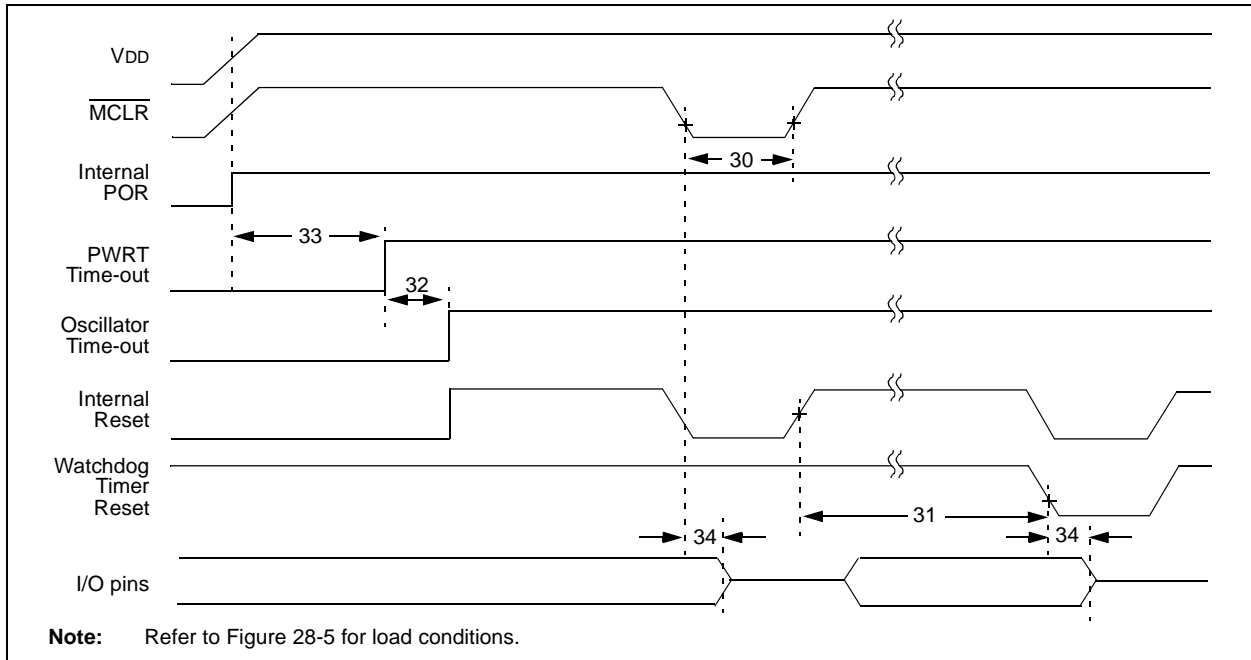 VDD
MCLR
30
Internal
POR
33
PWRT
Time-out
32
Oscillator
Time-out
Internal
Reset
Watchdog
Timer
Reset
31
34
34
I/O pins
Note: Refer to Figure 28-5 for load conditions.